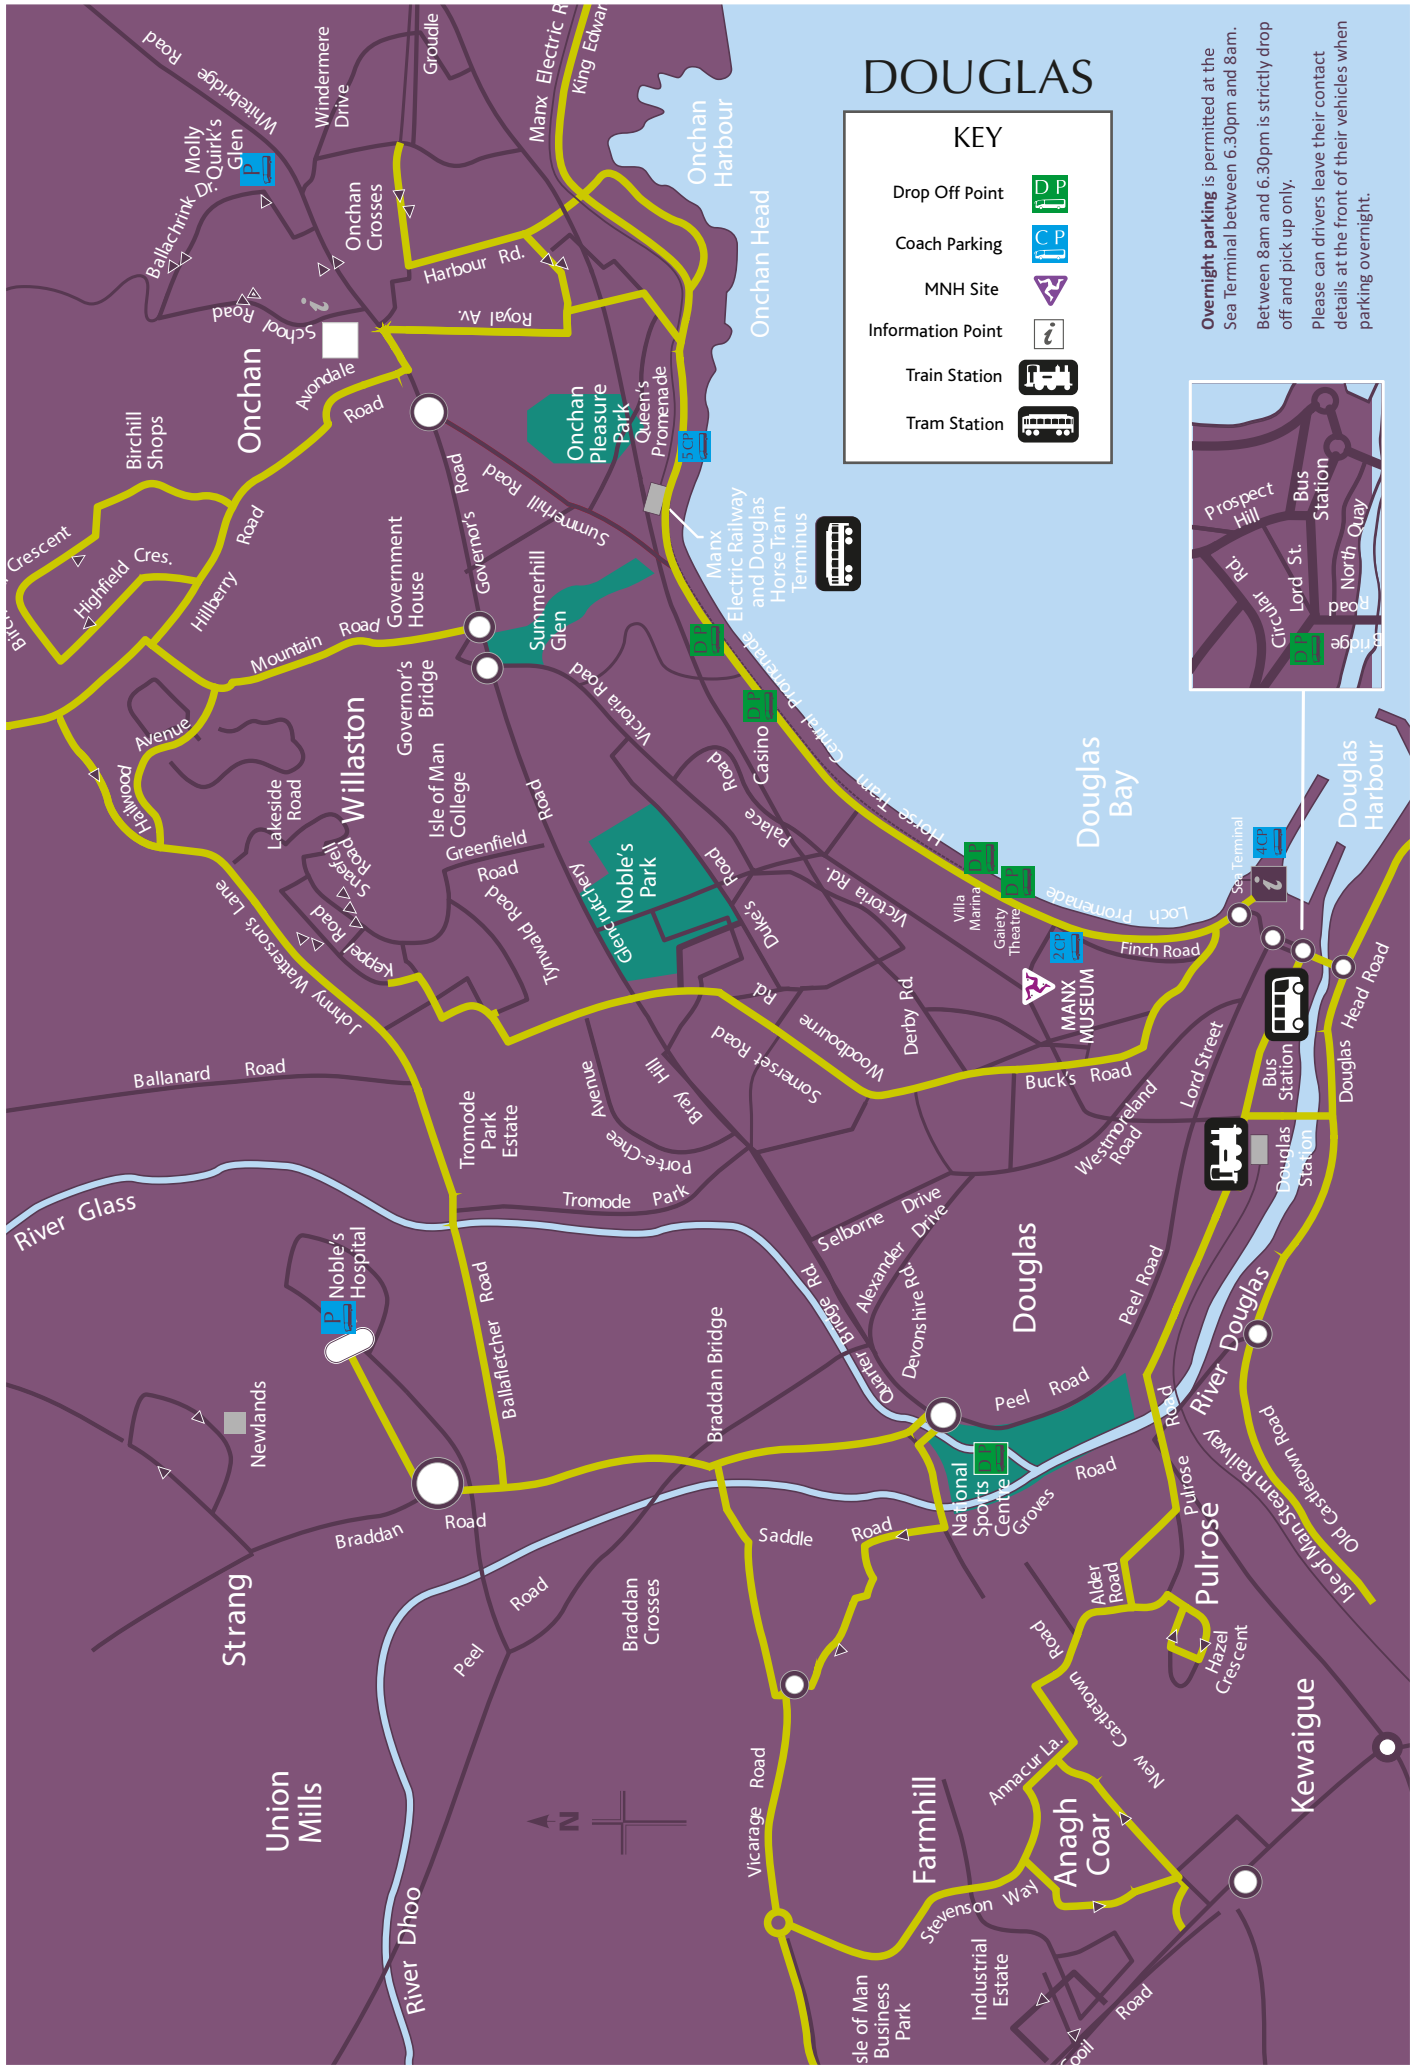 DOUGLAS
KEY
Drop Off Point
D P
Coach Parking
C P
MNH Site
Information Point
i
Train Station
Tram Station
Overnight parking is permitted at the
Sea Terminal between 6.30pm and 8am.
Between 8am and 6.30pm is strictly drop
off and pick up only.
Please can drivers leave their contact
details at the front of their vehicles when
parking overnight.
Whitebridge Road
Windermere
Drive
Groudle
Manx Electric R
King Edwar
Molly
Quirk's
Glen
P
Ballachrink Dr.
Onchan
Crosses
Harbour Rd.
Onchan
Harbour
Onchan Head
School Road
i
Royal Av.
Onchan
Avondale
Road
Onchan
Pleasure
Park
Queen's
Promenade
5CP
Birchill
Shops
Crescent
Birch
Highfield Cres.
Hillberry
Road
Governor's Road
Summerhill Road
Government
House
Summerhill
Glen
Manx
Electric Railway
and Douglas
Horse Tram
Terminus
Mountain Road
Governor's
Bridge
Victoria Road
D P
D P
Casino
Central Promenade
Horse Tram
Avenue
Hailwood
Willaston
Lakeside
Road
Isle of Man
College
Greenfield
Road
Snaefell
Road
Keppel Road
Tynwald Road
Glencrutchery
Road
Noble's
Park
Duke's
Road
Palace
Road
Victoria Rd.
Johnny Watterson's Lane
Douglas
Bay
D P
Villa
Marina
D P
Gaiety
Theatre
Loch Promenade
2CP
MANX
MUSEUM
Finch Road
Sea Terminal
4CP
i
Douglas
Harbour
Prospect
Hill
Bus
Station
Circular Rd.
Lord St.
North Quay
Bridge
Road
D P
Ballanard Road
Tromode
Park
Estate
Avenue
Port-e-Chee
Bray Hill
Somerset Road
Woodbourne
Rd.
Derby Rd.
Buck's Road
Lord Street
Westmoreland
Road
Bus
Station
Head Road
Douglas
Douglas
Station
River Glass
Tromode Park
Selborne Drive
Alexander Drive
Devonshire Rd.
Quarter Bridge Rd.
Douglas
Peel Road
Peel Road
River Douglas
Noble's
Hospital
P
Ballafletcher Road
Braddan Bridge
Newlands
Braddan Road
Strang
Peel
Road
Braddan
Crosses
Saddle
Road
National
Sports
Centre
D P
Groves
Road
Pulrose
Road
Pulrose
Alder
Road
Hazel
Crescent
Isle of Man Steam Railway
Old Castletown Road
Kewaigue
New Castletown Road
Annacur La.
Anagh
Coar
Farmhill
Stevenson Way
Vicarage Road
Union
Mills
River Dhoo
N
Industrial
Estate
sle of Man
Business
Park
Cooil
Road